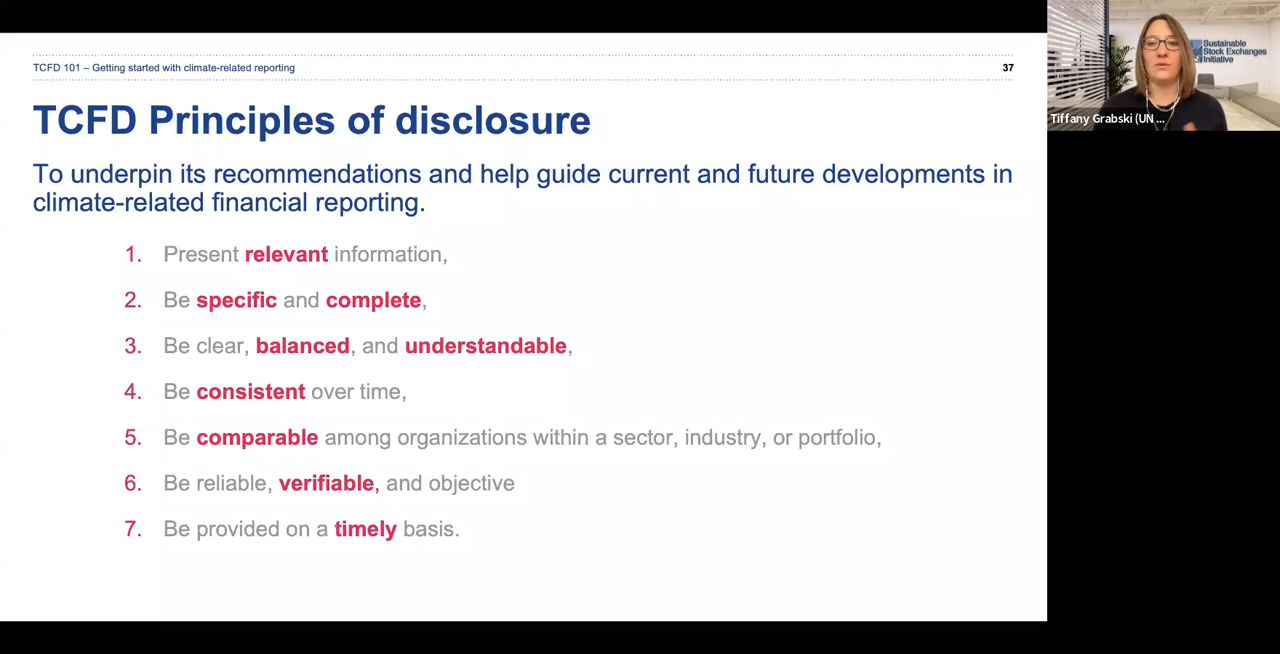 TCFD 101 – Getting started with climate-related reporting
37
TCFD Principles of disclosure
To underpin its recommendations and help guide current and future developments in
climate-related financial reporting.
1. Present relevant information,
2. Be specific and complete,
3. Be clear, balanced, and understandable,
4. Be consistent over time,
5. Be comparable among organizations within a sector, industry, or portfolio,
6. Be reliable, verifiable, and objective
7. Be provided on a timely basis.
Sustainable
Stock Exchanges
Initiative
Tiffany Grabski (UN ...